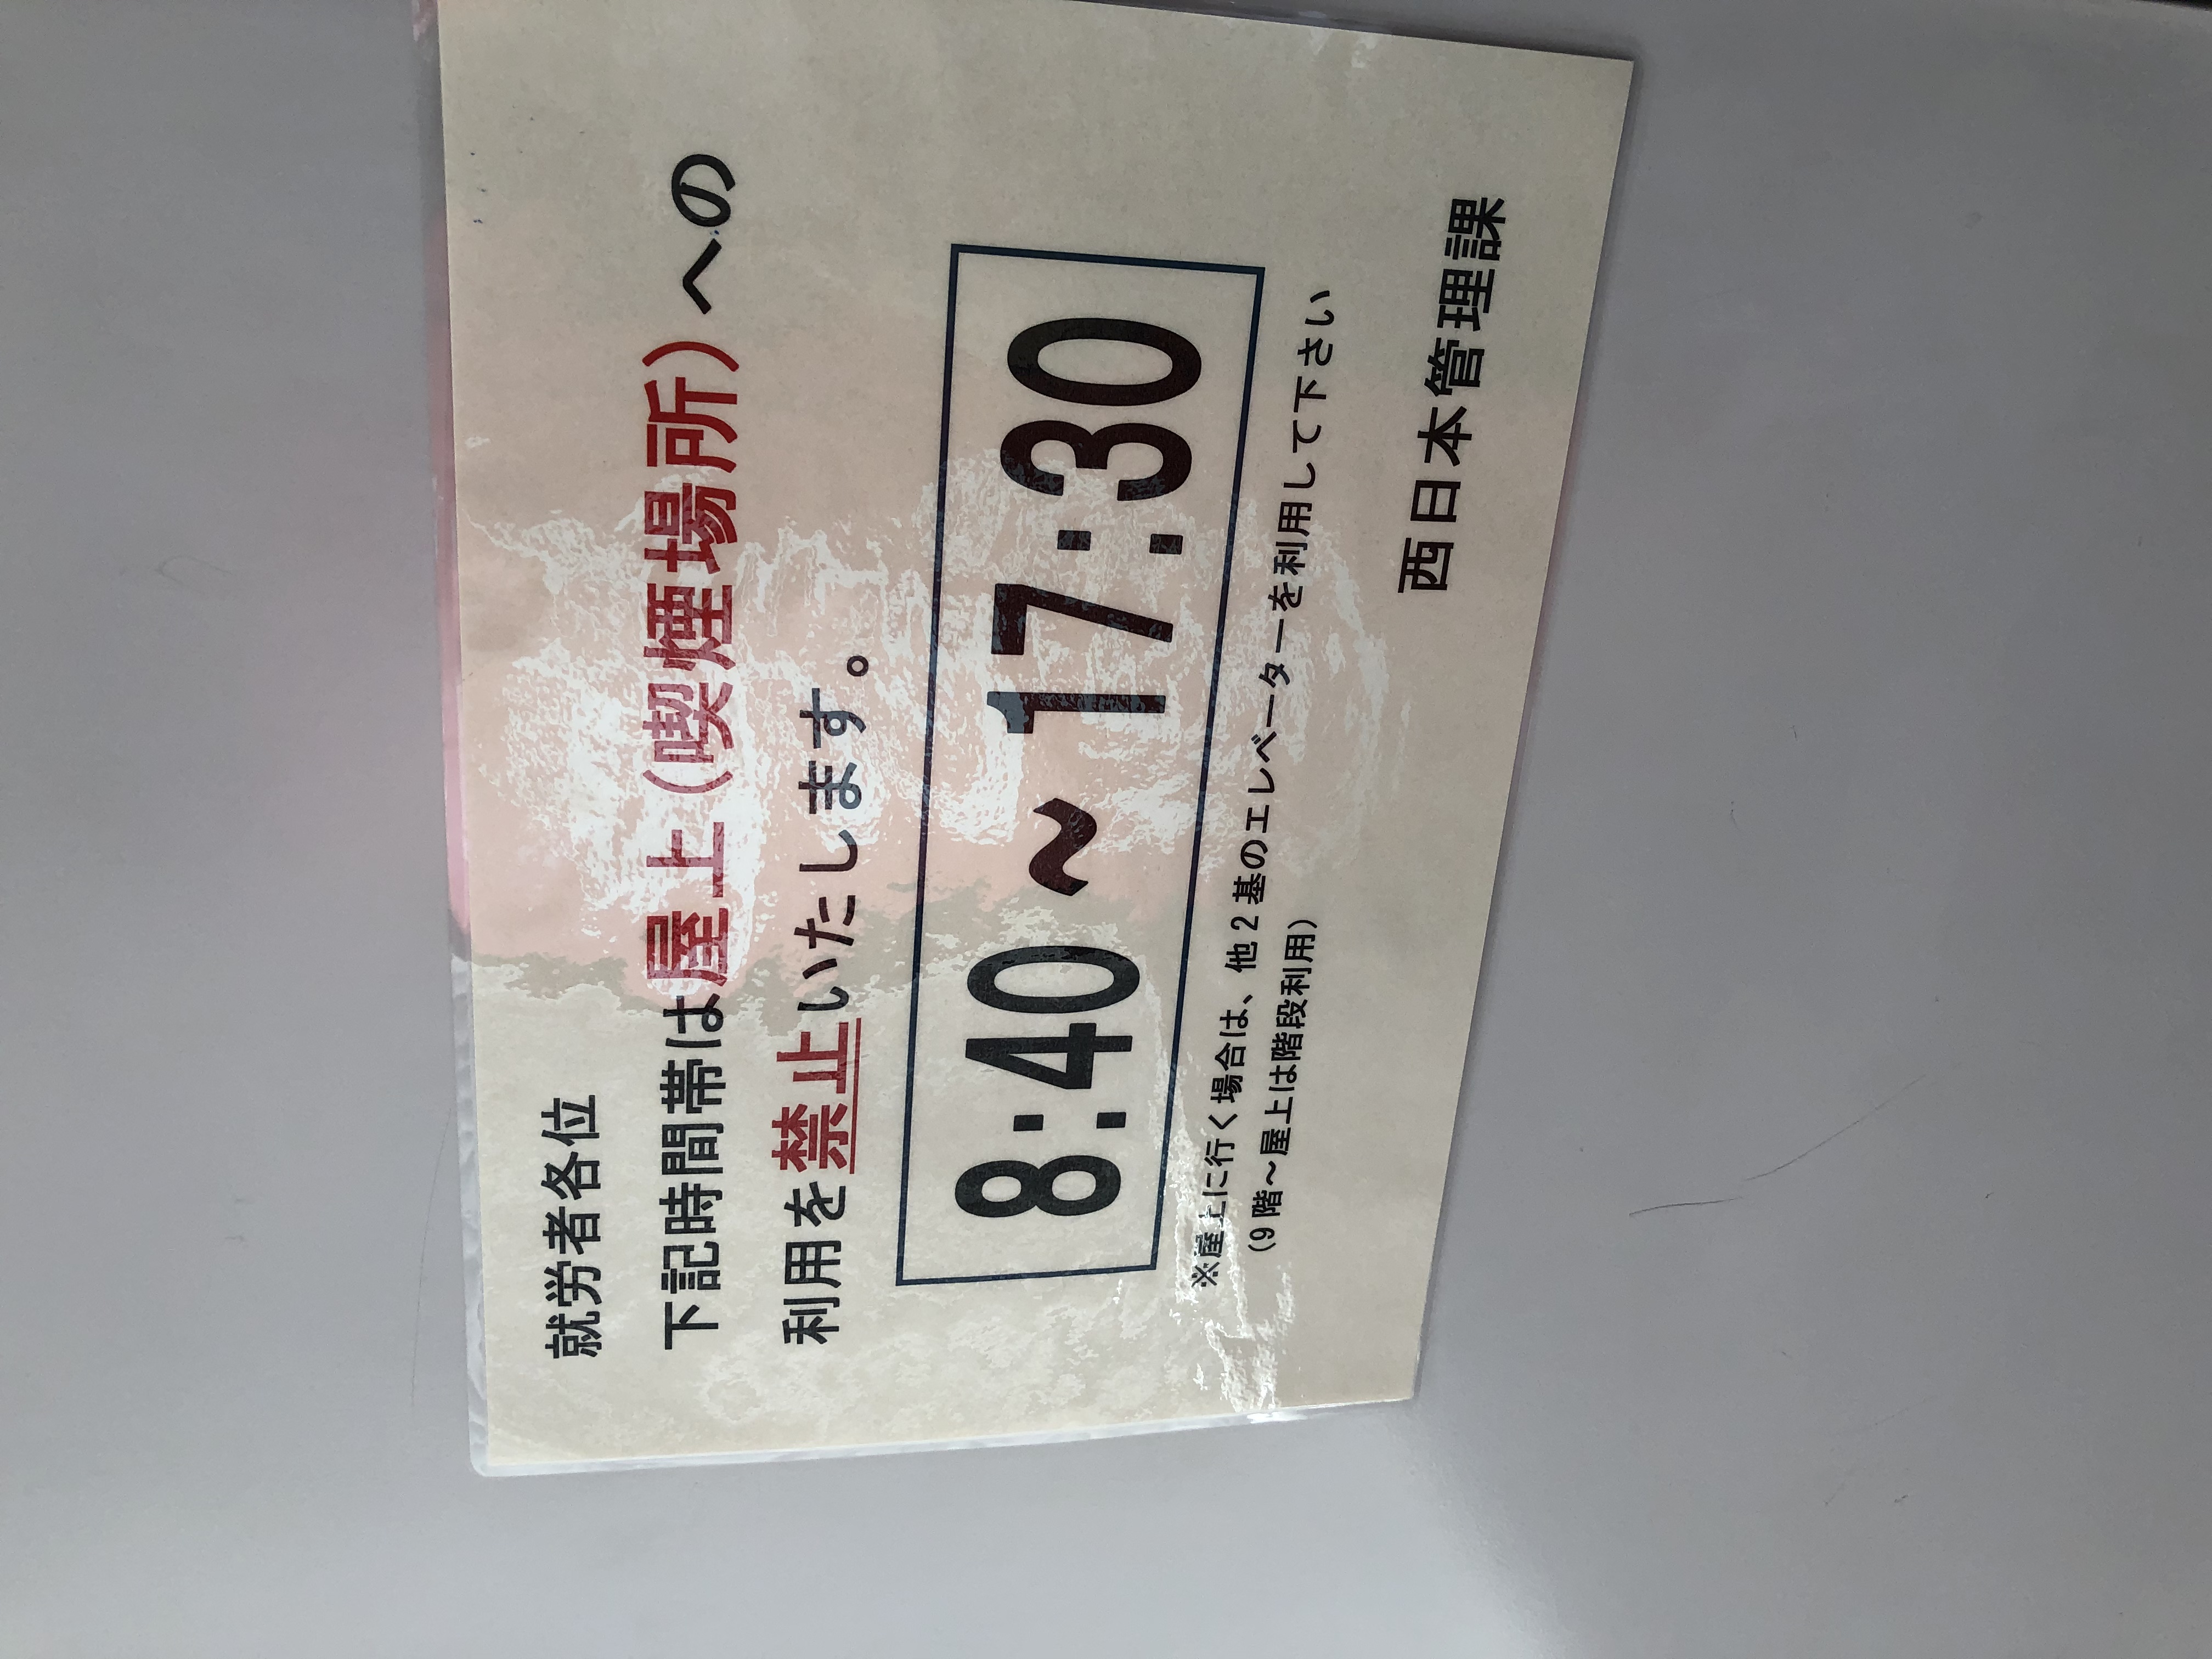 就労者各位
下記時間帯は屋上(喫煙場所)への
利用を禁止いたします。
8:40～17:30
※屋上に行く場合は、他2基のエレベーターを利用して下さい
(9階～屋上は階段利用)
西日本管理課